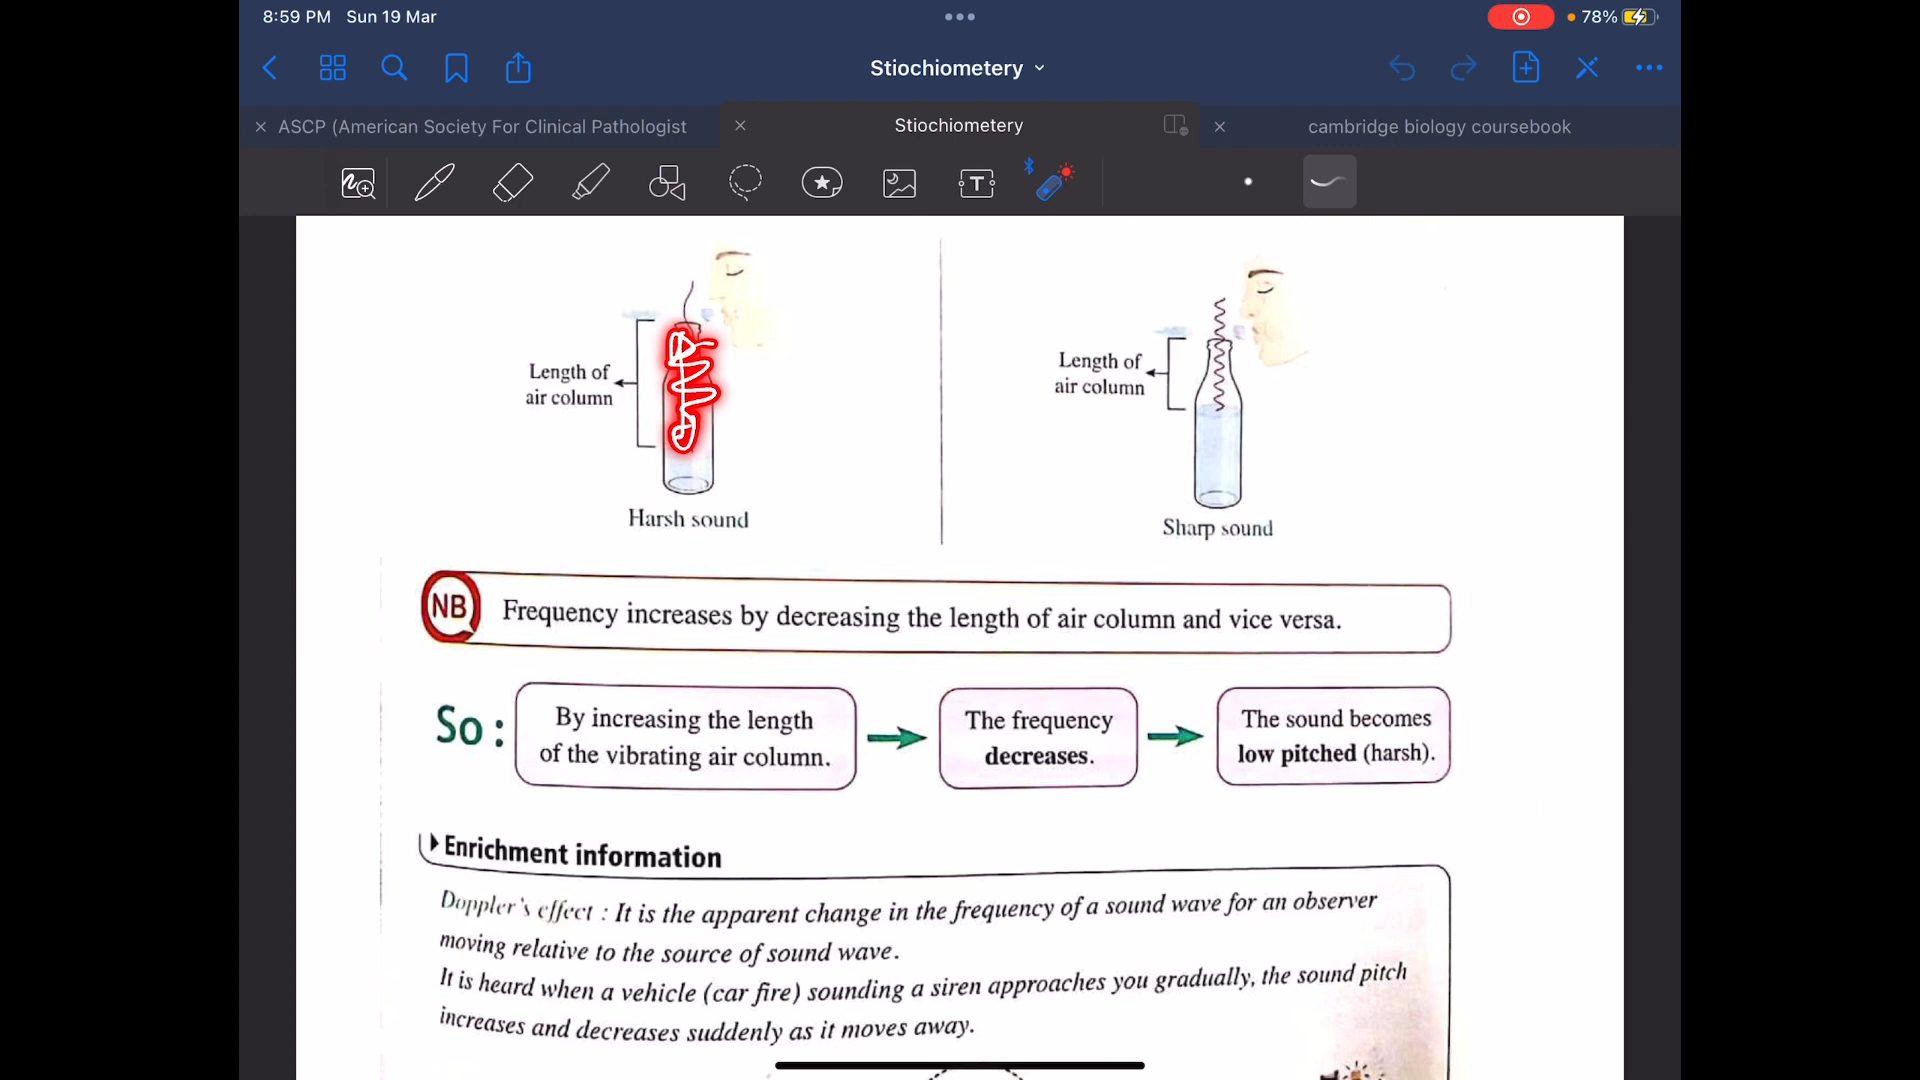 8:59 PM Sun 19 Mar
78%
Stiochiometery
ASCP (American Society For Clinical Pathologist
Stiochiometery
cambridge biology coursebook
Length of
air column
Harsh sound
Length of
air column
Sharp sound
NB Frequency increases by decreasing the length of air column and vice versa.
So :
By increasing the length
of the vibrating air column.
The frequency
decreases.
The sound becomes
low pitched (harsh).
Enrichment information
Doppler's effect : It is the apparent change in the frequency of a sound wave for an observer
moving relative to the source of sound wave.
It is heard when a vehicle (car fire) sounding a siren approaches you gradually, the sound pitch
increases and decreases suddenly as it moves away.